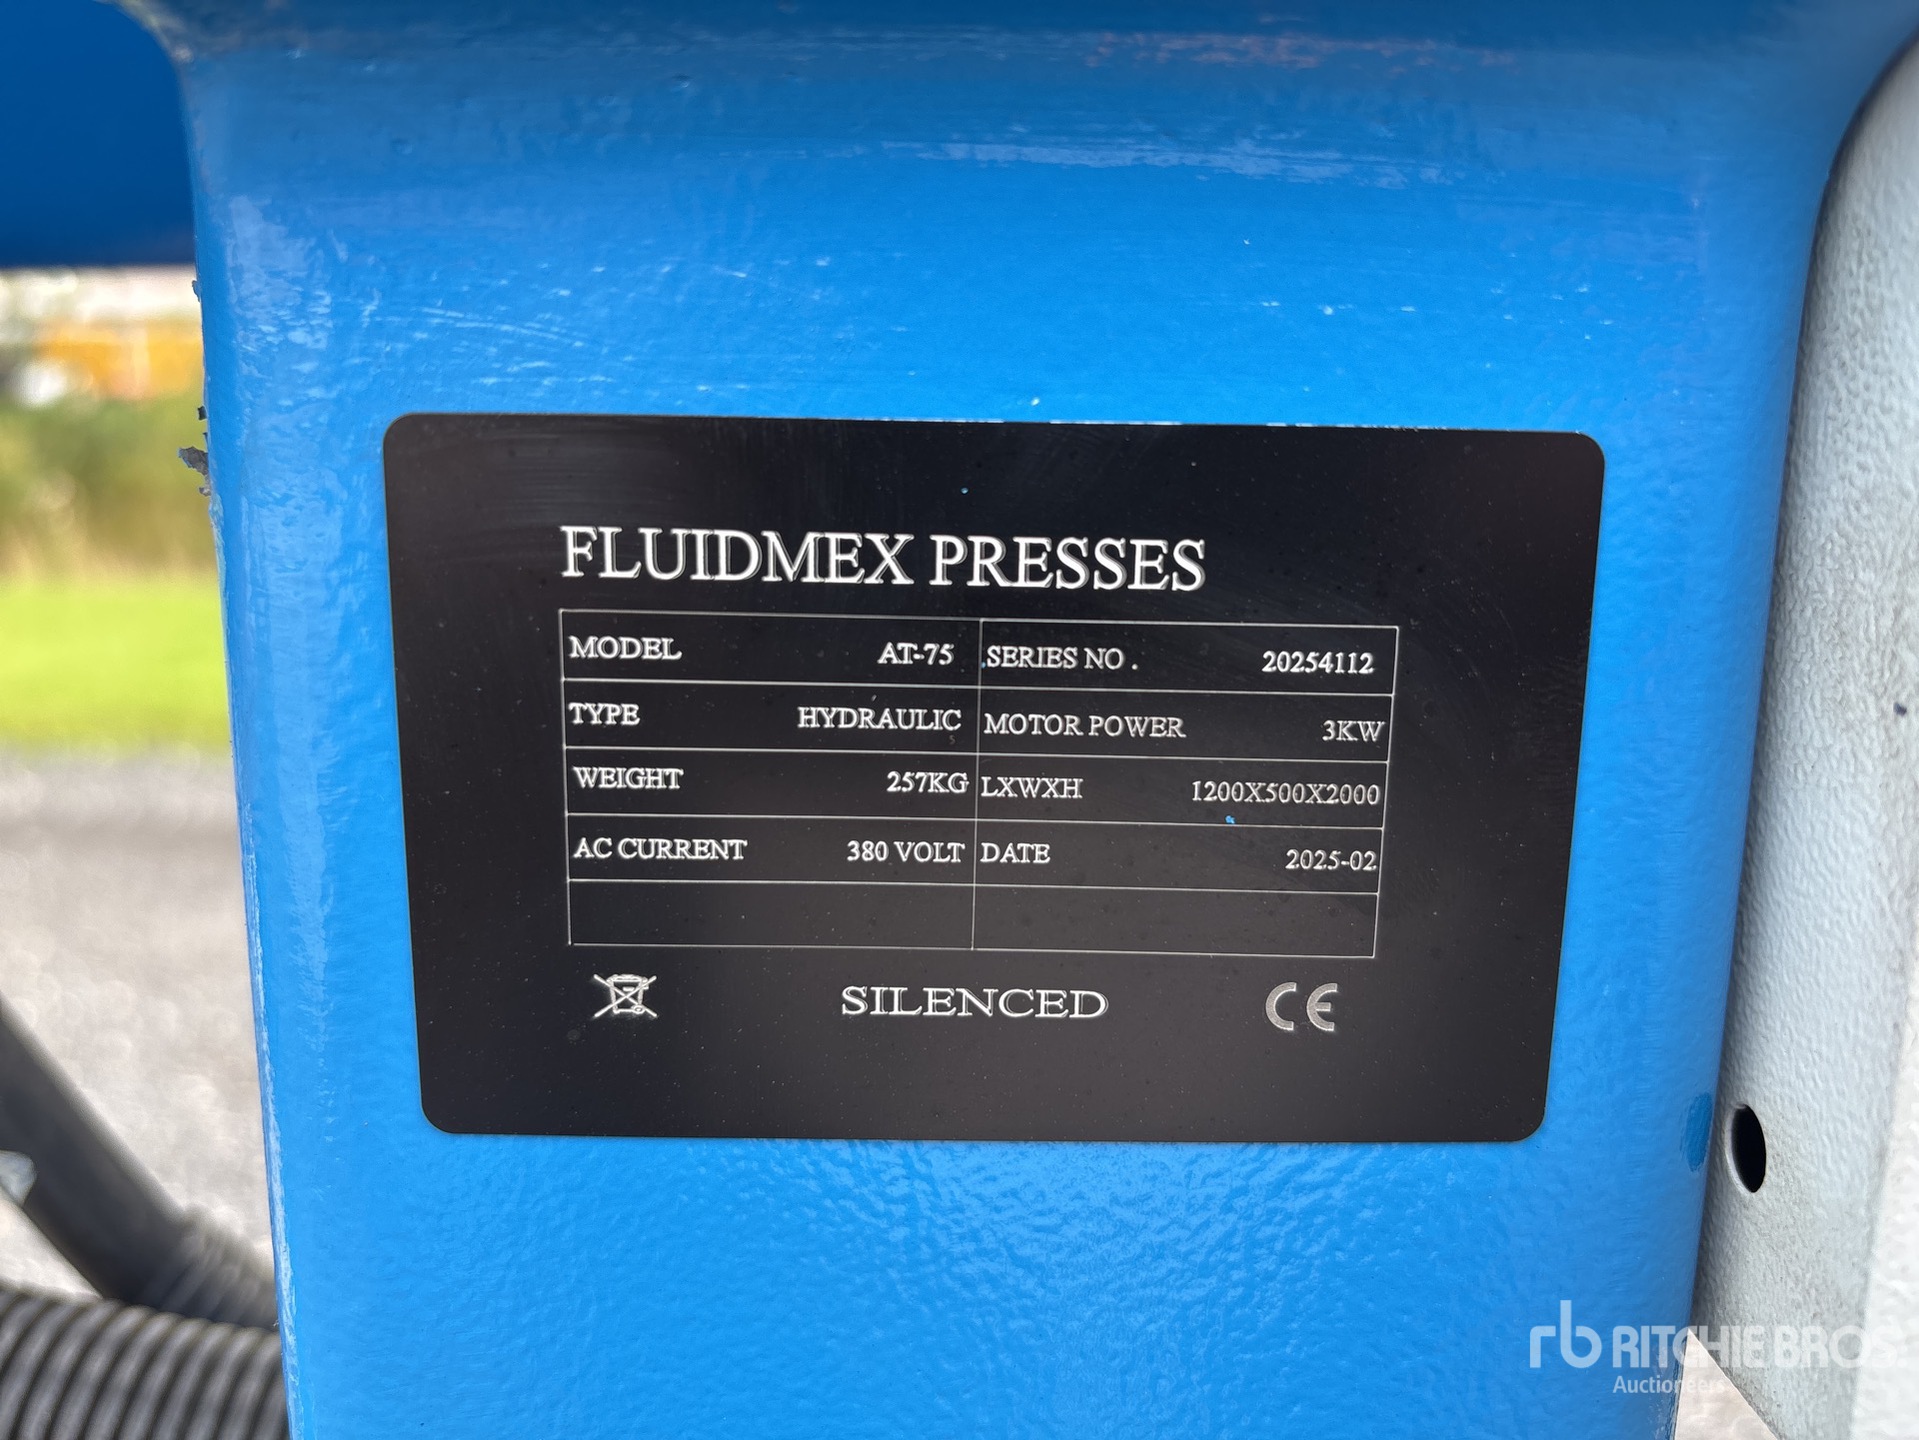 FLUIDMEX PRESSES
MODEL AT-75 SERIES NO . 20254112
TYPE HYDRAULIC MOTOR POWER 3KW
WEIGHT 257KG LXWXH 1200X500X2000
AC CURRENT 380 VOLT DATE 2025-02
SILENCED CE
rb RITCHIE BROS.
Auctioneers